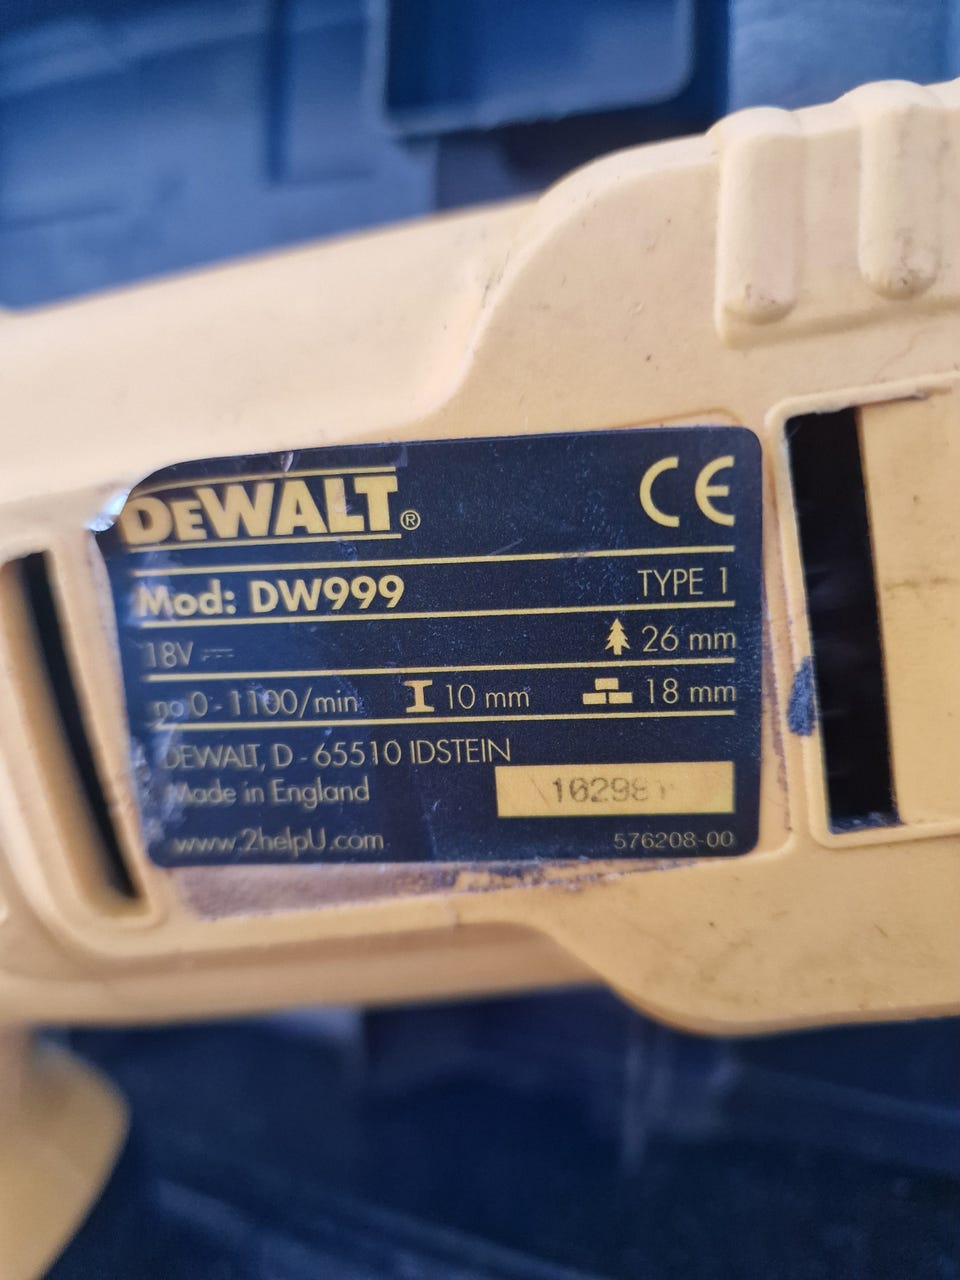 DEWALT®
CE
Mod: DW999 TYPE 1
18V 26 mm
no 0 - 1100/min 10 mm 18 mm
DEWALT, D - 65510 IDSTEIN
Made in England
www.2helpU.com 576208-00